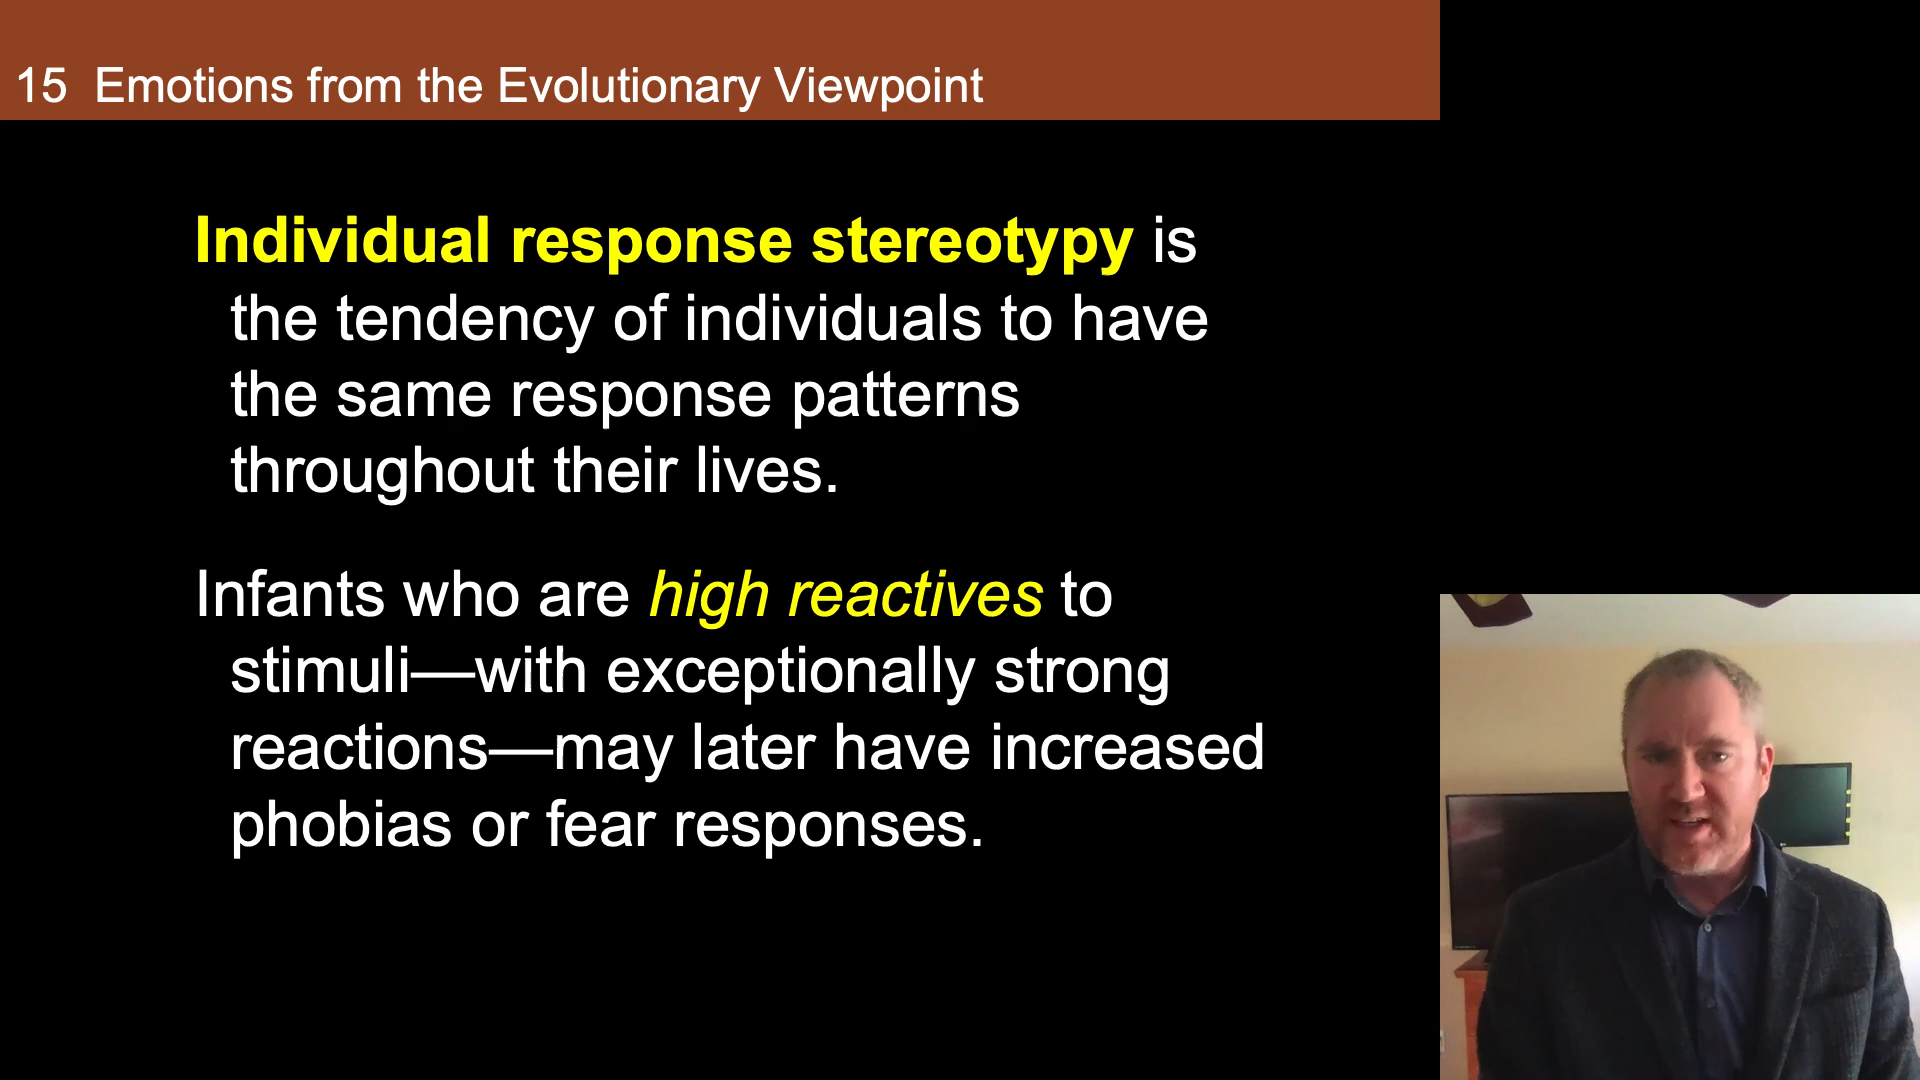 15 Emotions from the Evolutionary Viewpoint
Individual response stereotypy is
the tendency of individuals to have
the same response patterns
throughout their lives.
Infants who are high reactives to
stimuli—with exceptionally strong
reactions—may later have increased
phobias or fear responses.